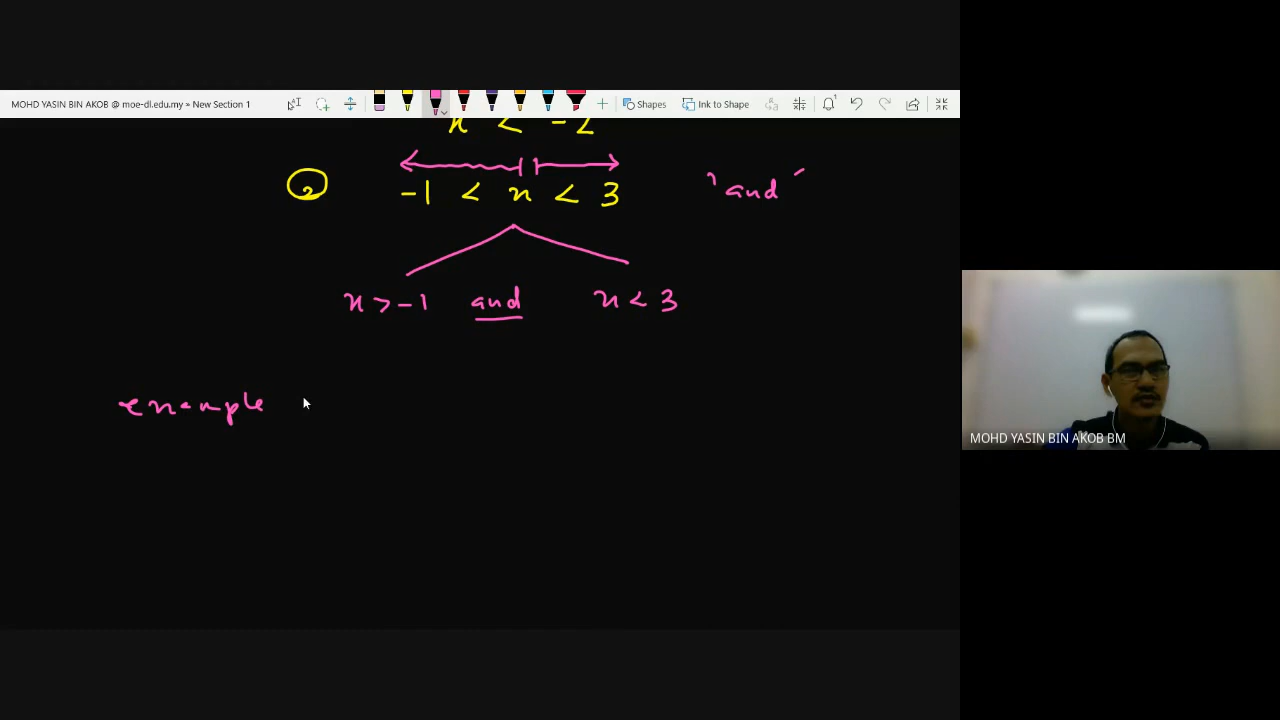 MOHD YASIN BIN AKOB @ moe-dl.edu.my » New Section 1
Shapes
Ink to Shape
x < -2
2 -1 < x < 3 'and'
x > -1 and x < 3
example
MOHD YASIN BIN AKOB BM